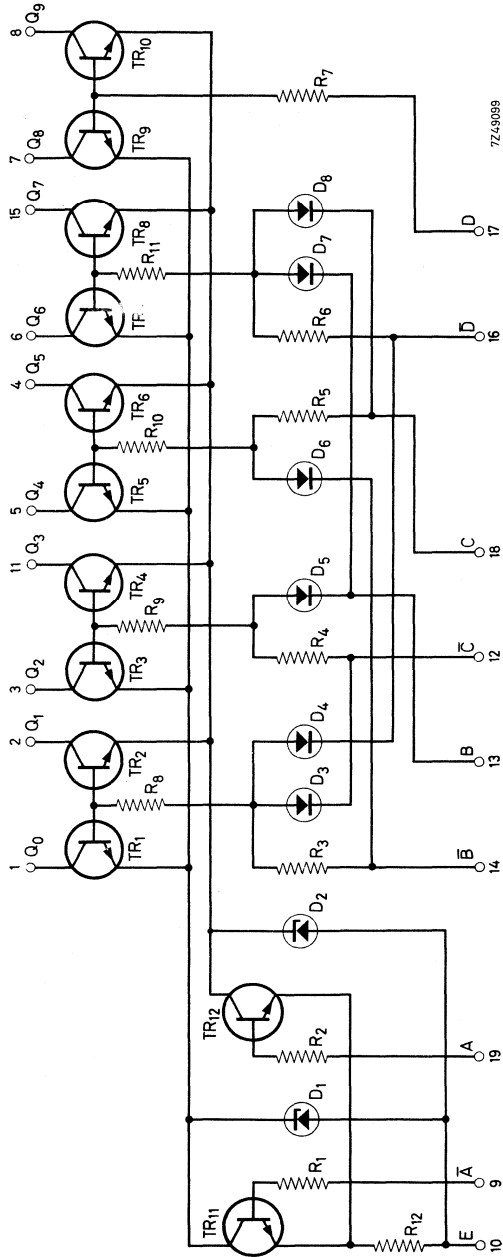 1 Q0
2 Q1
3 Q2
11 Q3
5 Q4
4 Q5
6 Q6
15 Q7
7 Q8
8 Q9
TR1
TR2
TR3
TR4
TR5
TR6
TR
TR8
TR9
TR10
R8
R9
R10
R11
TR11
TR12
R1
D1
R2
D2
R3
D3
D4
R4
D5
D6
R5
R6
D7
D8
R7
R12
E
A̅
A
B̅
B
C̅
C
D̅
D
10
9
19
14
13
12
18
16
17
7Z49099